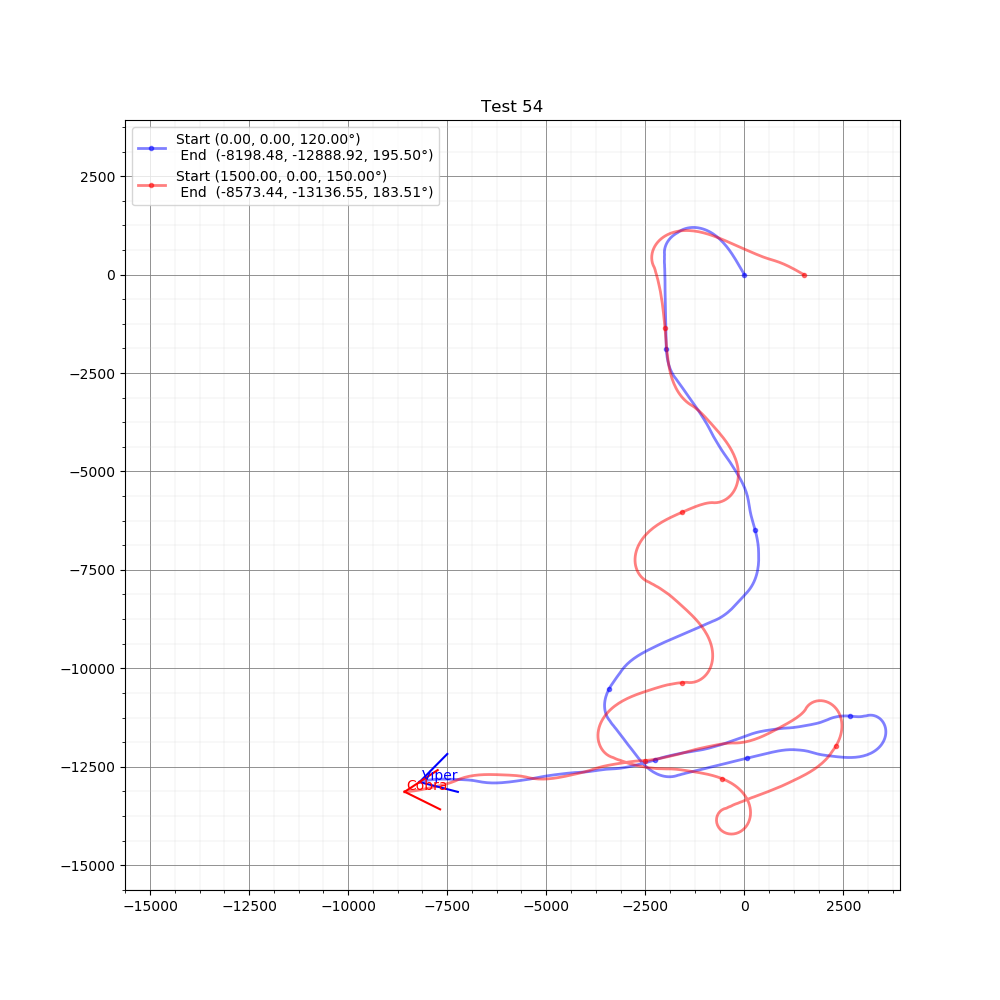 Test 54
Start (0.00, 0.00, 120.00°)
End  (-8198.48, -12888.92, 195.50°)
Start (1500.00, 0.00, 150.00°)
End  (-8573.44, -13136.55, 183.51°)
2500
0
−2500
−5000
−7500
−10000
−12500
−15000
Viper
Cobra
−15000 −12500 −10000 −7500 −5000 −2500 0 2500